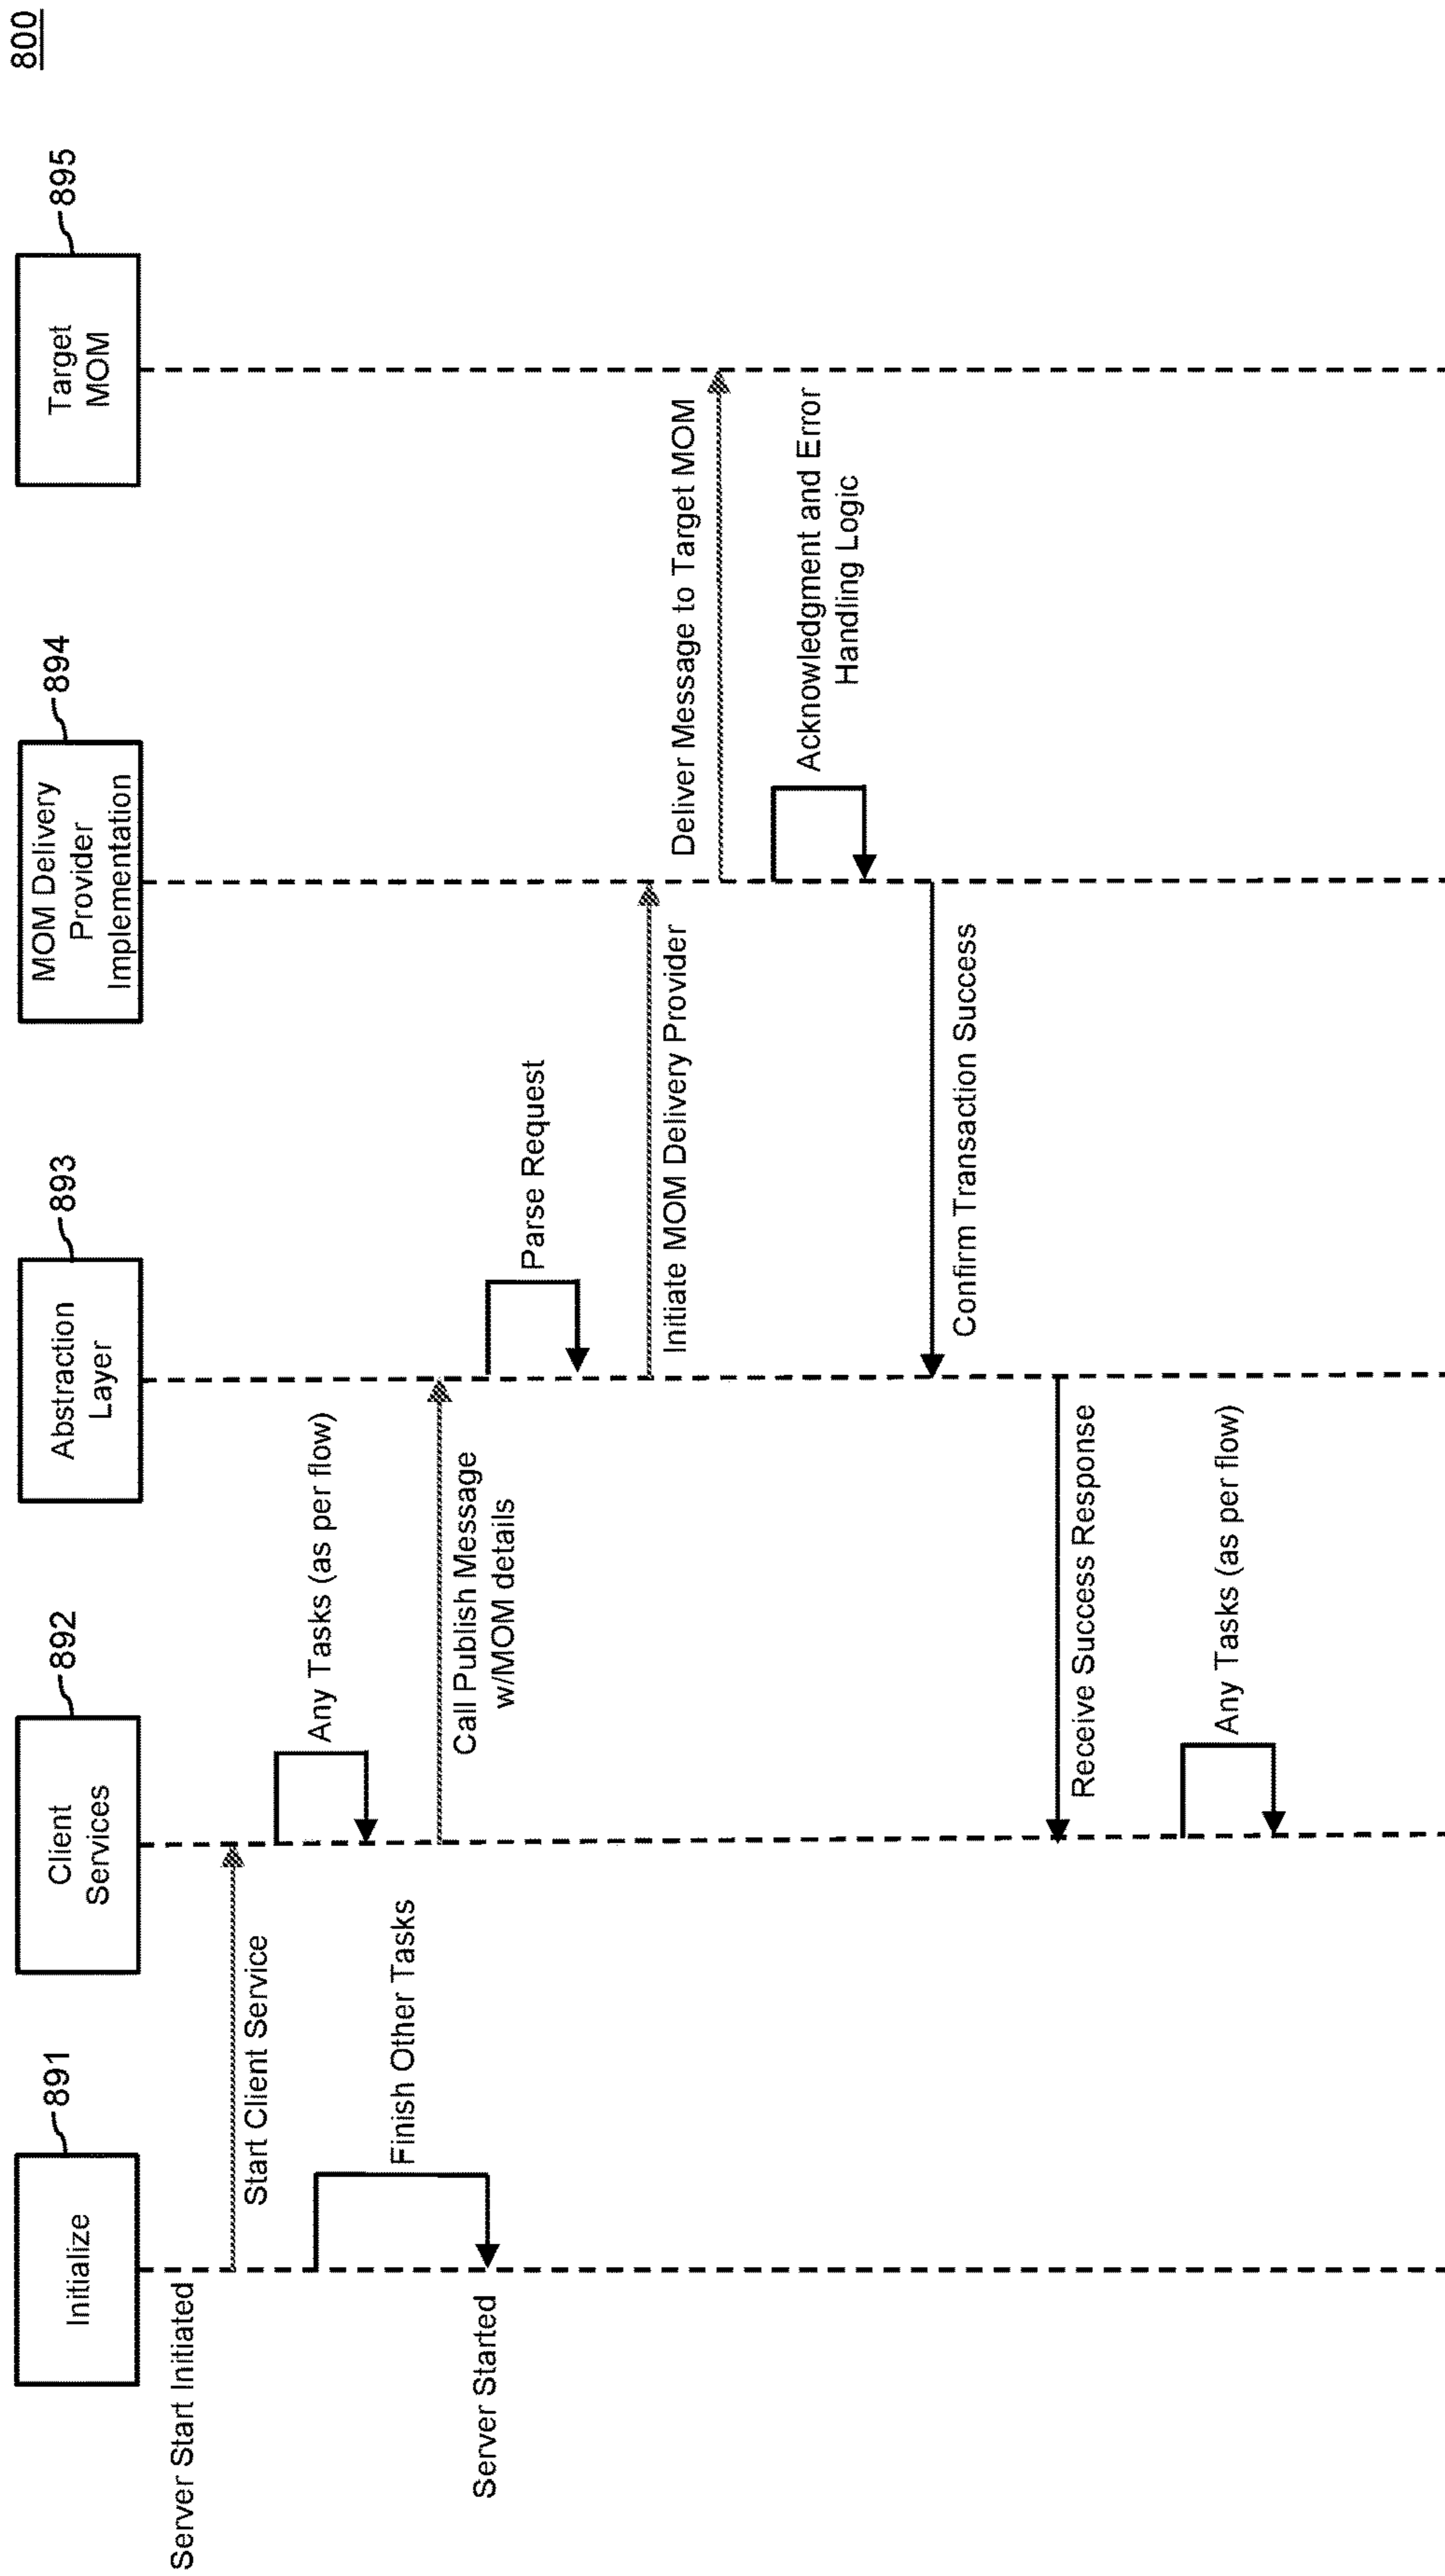 800
891
892
893
894
895
Initialize
Client
Services
Abstraction
Layer
MOM Delivery
Provider
Implementation
Target
MOM
Server Start Initiated
Start Client Service
Any Tasks (as per flow)
Finish Other Tasks
Call Publish Message
w/MOM details
Server Started
Parse Request
Initiate MOM Delivery Provider
Deliver Message to Target MOM
Acknowledgment and Error
Handling Logic
Confirm Transaction Success
Receive Success Response
Any Tasks (as per flow)